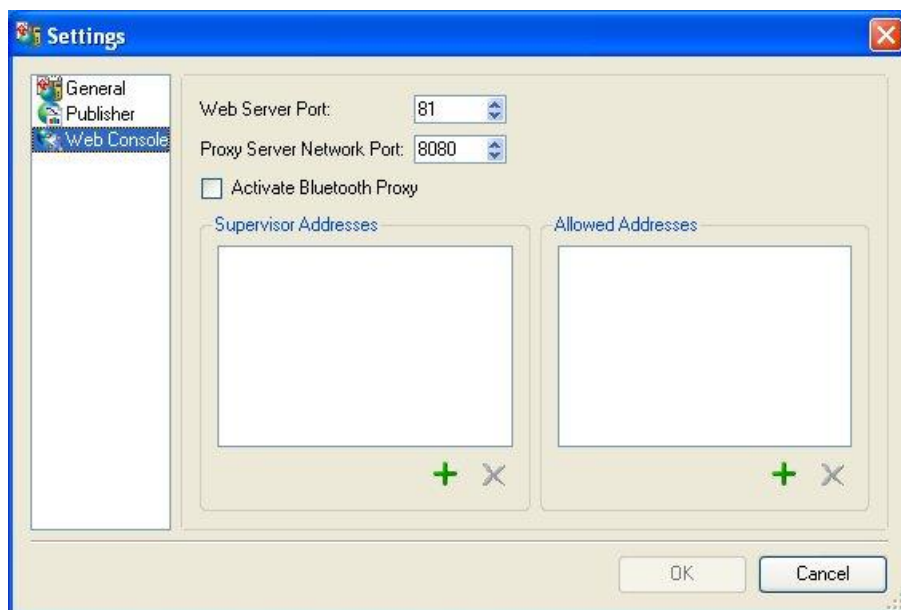 Settings
General
Publisher
Web Console
Web Server Port: 81
Proxy Server Network Port: 8080
Activate Bluetooth Proxy
Supervisor Addresses
Allowed Addresses
OK
Cancel